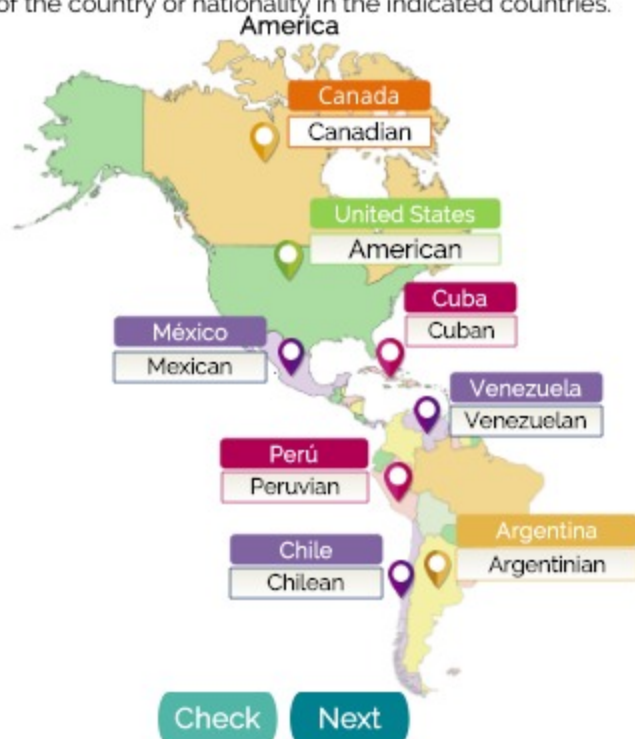 of the country or nationality in the indicated countries.
America
Canada
Canadian
United States
American
Cuba
Cuban
México
Mexican
Venezuela
Venezuelan
Perú
Peruvian
Argentina
Argentinian
Chile
Chilean
Check Next